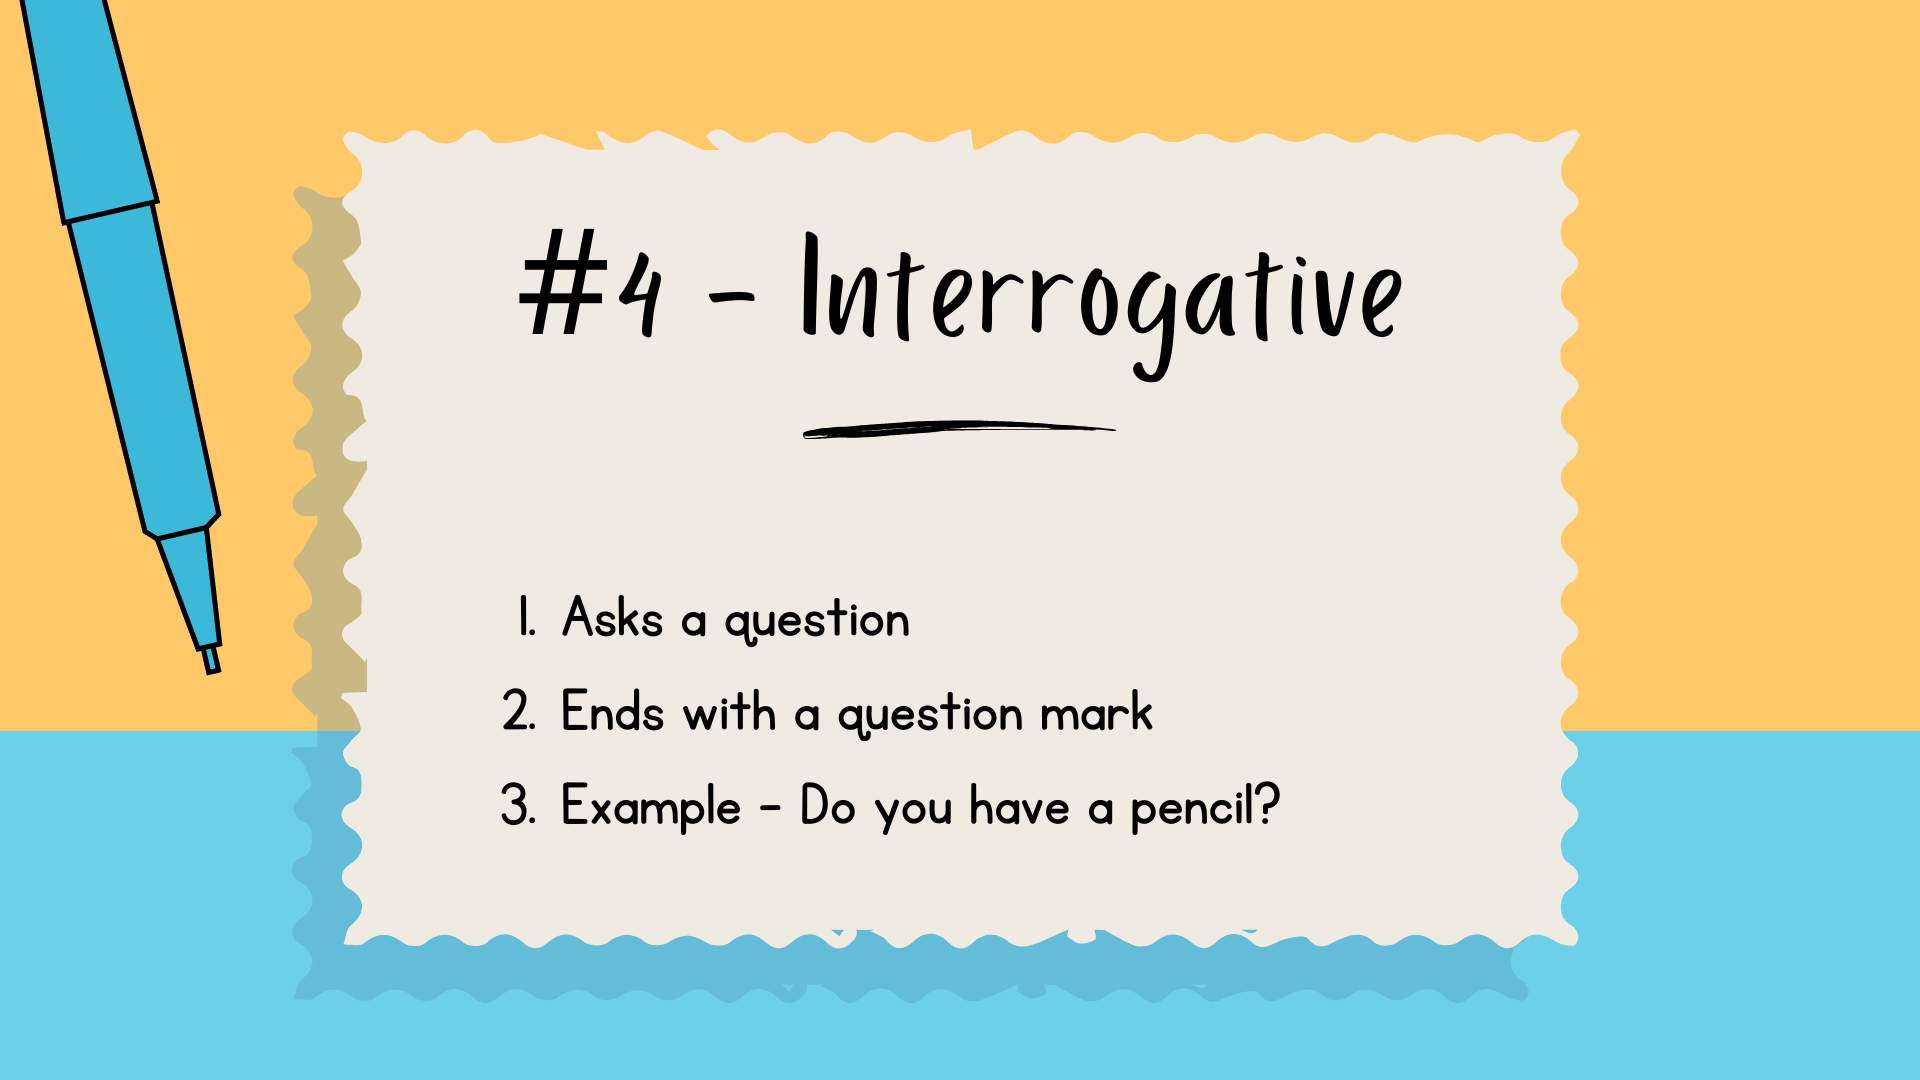 #4 - Interrogative
1. Asks a question
2. Ends with a question mark
3. Example - Do you have a pencil?